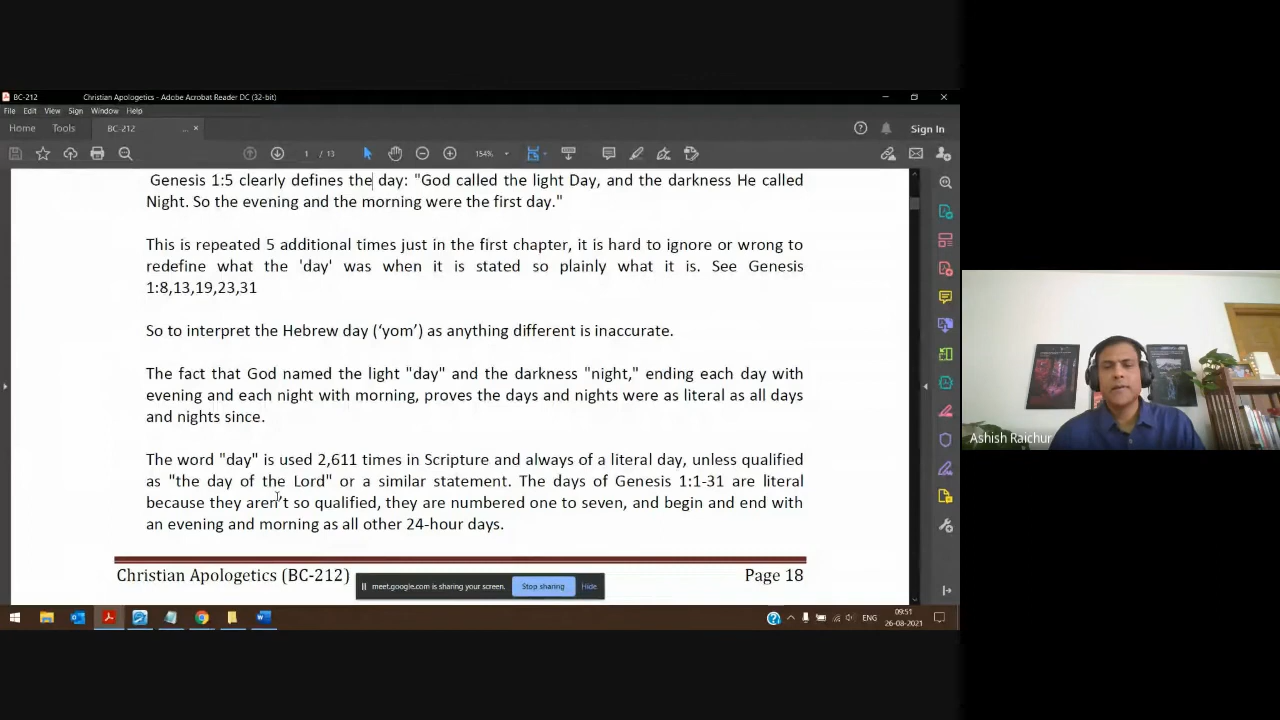 BC-212 Christian Apologetics - Adobe Acrobat Reader DC (32-bit)
File Edit View Sign Window Help
Home Tools BC-212 ... × Sign In
1 / 13 154%
Genesis 1:5 clearly defines the day: "God called the light Day, and the darkness He called
Night. So the evening and the morning were the first day."
This is repeated 5 additional times just in the first chapter, it is hard to ignore or wrong to
redefine what the 'day' was when it is stated so plainly what it is. See Genesis
1:8,13,19,23,31
So to interpret the Hebrew day (‘yom’) as anything different is inaccurate.
The fact that God named the light "day" and the darkness "night," ending each day with
evening and each night with morning, proves the days and nights were as literal as all days
and nights since.
The word "day" is used 2,611 times in Scripture and always of a literal day, unless qualified
as "the day of the Lord" or a similar statement. The days of Genesis 1:1-31 are literal
because they aren’t so qualified, they are numbered one to seven, and begin and end with
an evening and morning as all other 24-hour days.
Christian Apologetics (BC-212) Page 18
meet.google.com is sharing your screen. Stop sharing Hide
ENG 09:51
26-08-2021
Ashish Raichur